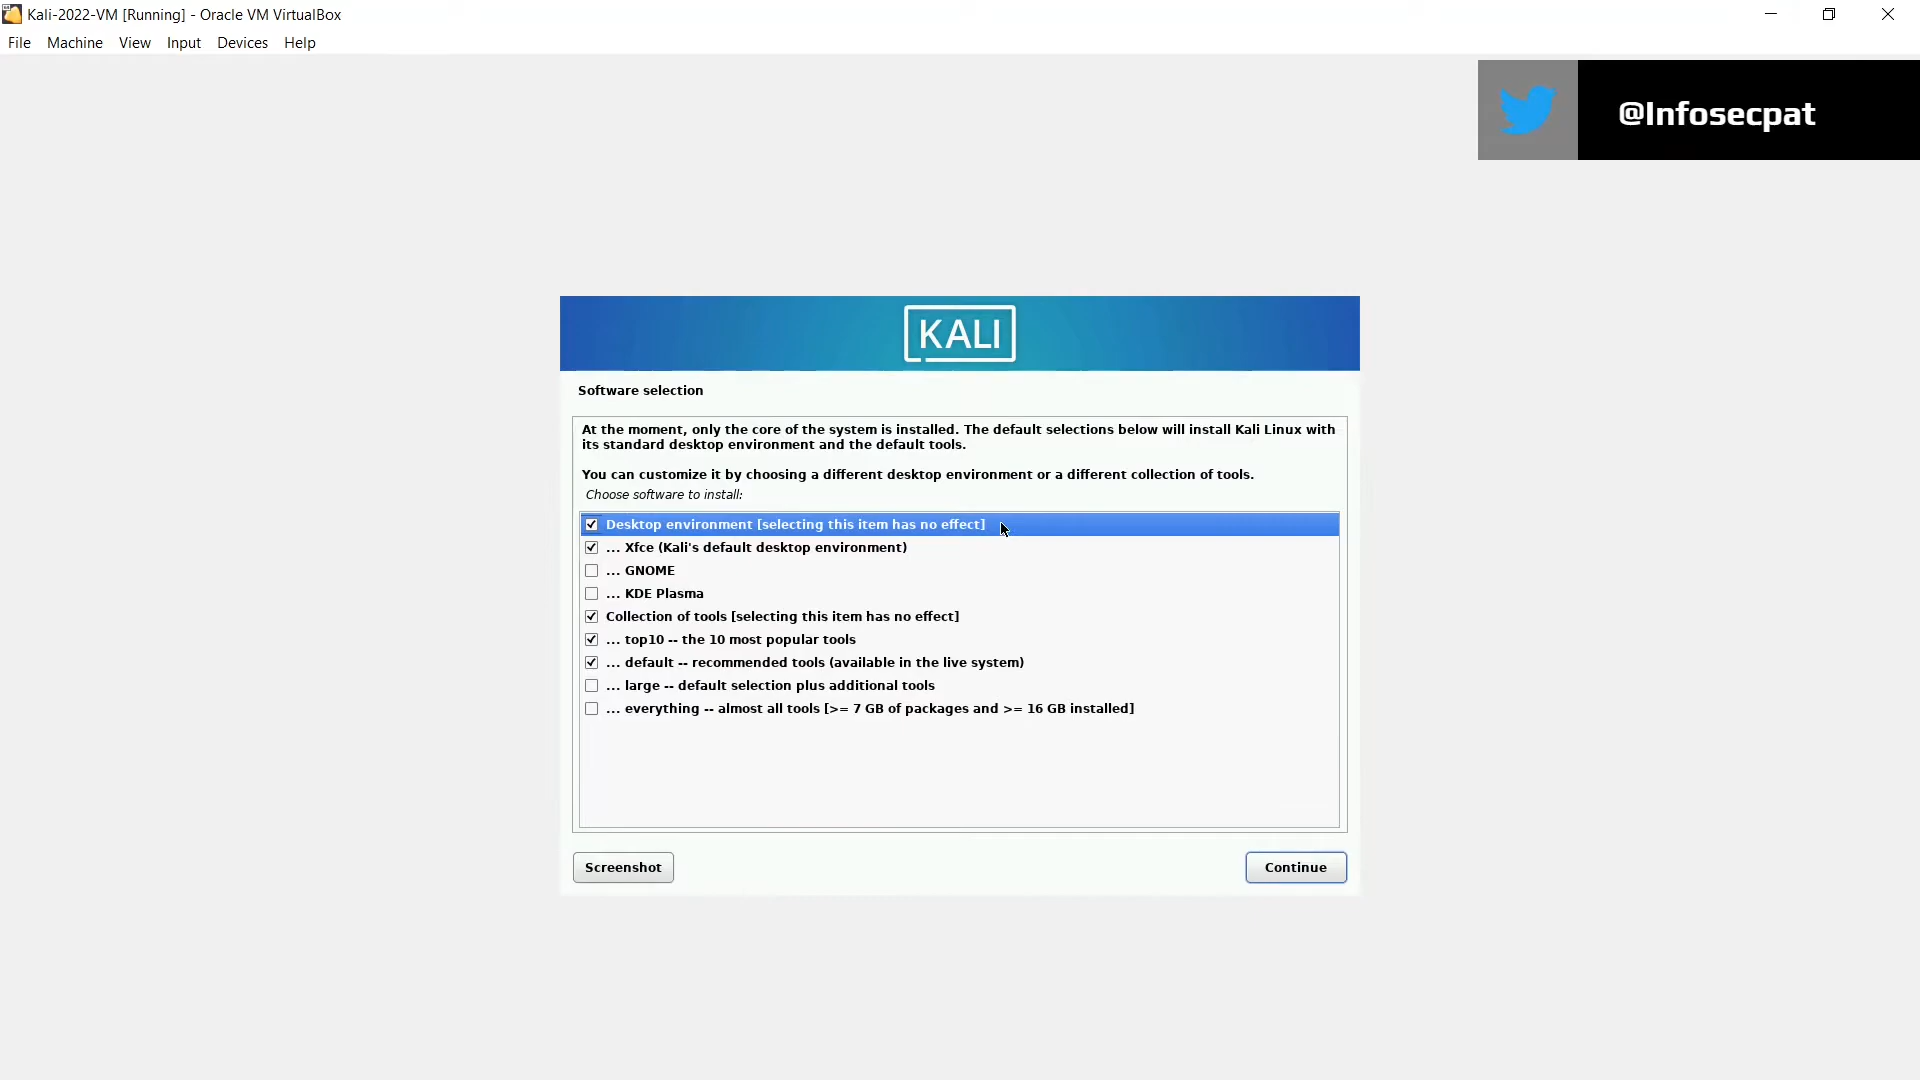 Kali-2022-VM [Running] - Oracle VM VirtualBox
File Machine View Input Devices Help
@Infosecpat
KALI
Software selection
At the moment, only the core of the system is installed. The default selections below will install Kali Linux with
its standard desktop environment and the default tools.
You can customize it by choosing a different desktop environment or a different collection of tools.
Choose software to install:
Desktop environment [selecting this item has no effect]
... Xfce (Kali's default desktop environment)
... GNOME
... KDE Plasma
Collection of tools [selecting this item has no effect]
... top10 -- the 10 most popular tools
... default -- recommended tools (available in the live system)
... large -- default selection plus additional tools
... everything -- almost all tools [>= 7 GB of packages and >= 16 GB installed]
Screenshot
Continue